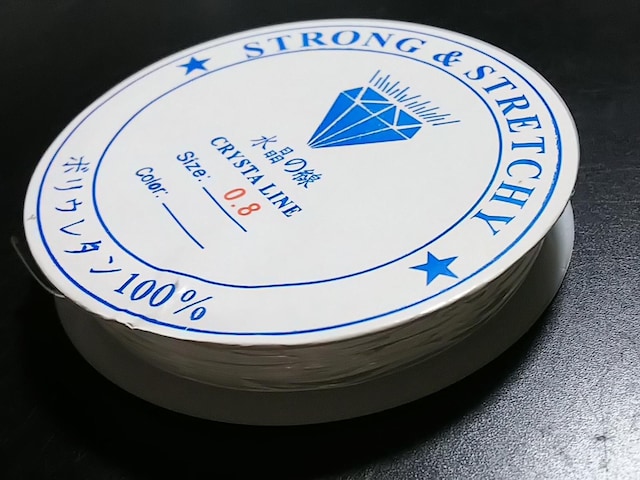 ★ STRONG & STRETCHY ★
水晶の線
CRYSTA LINE
Size: 0.8
Color:
ポリウレタン100%